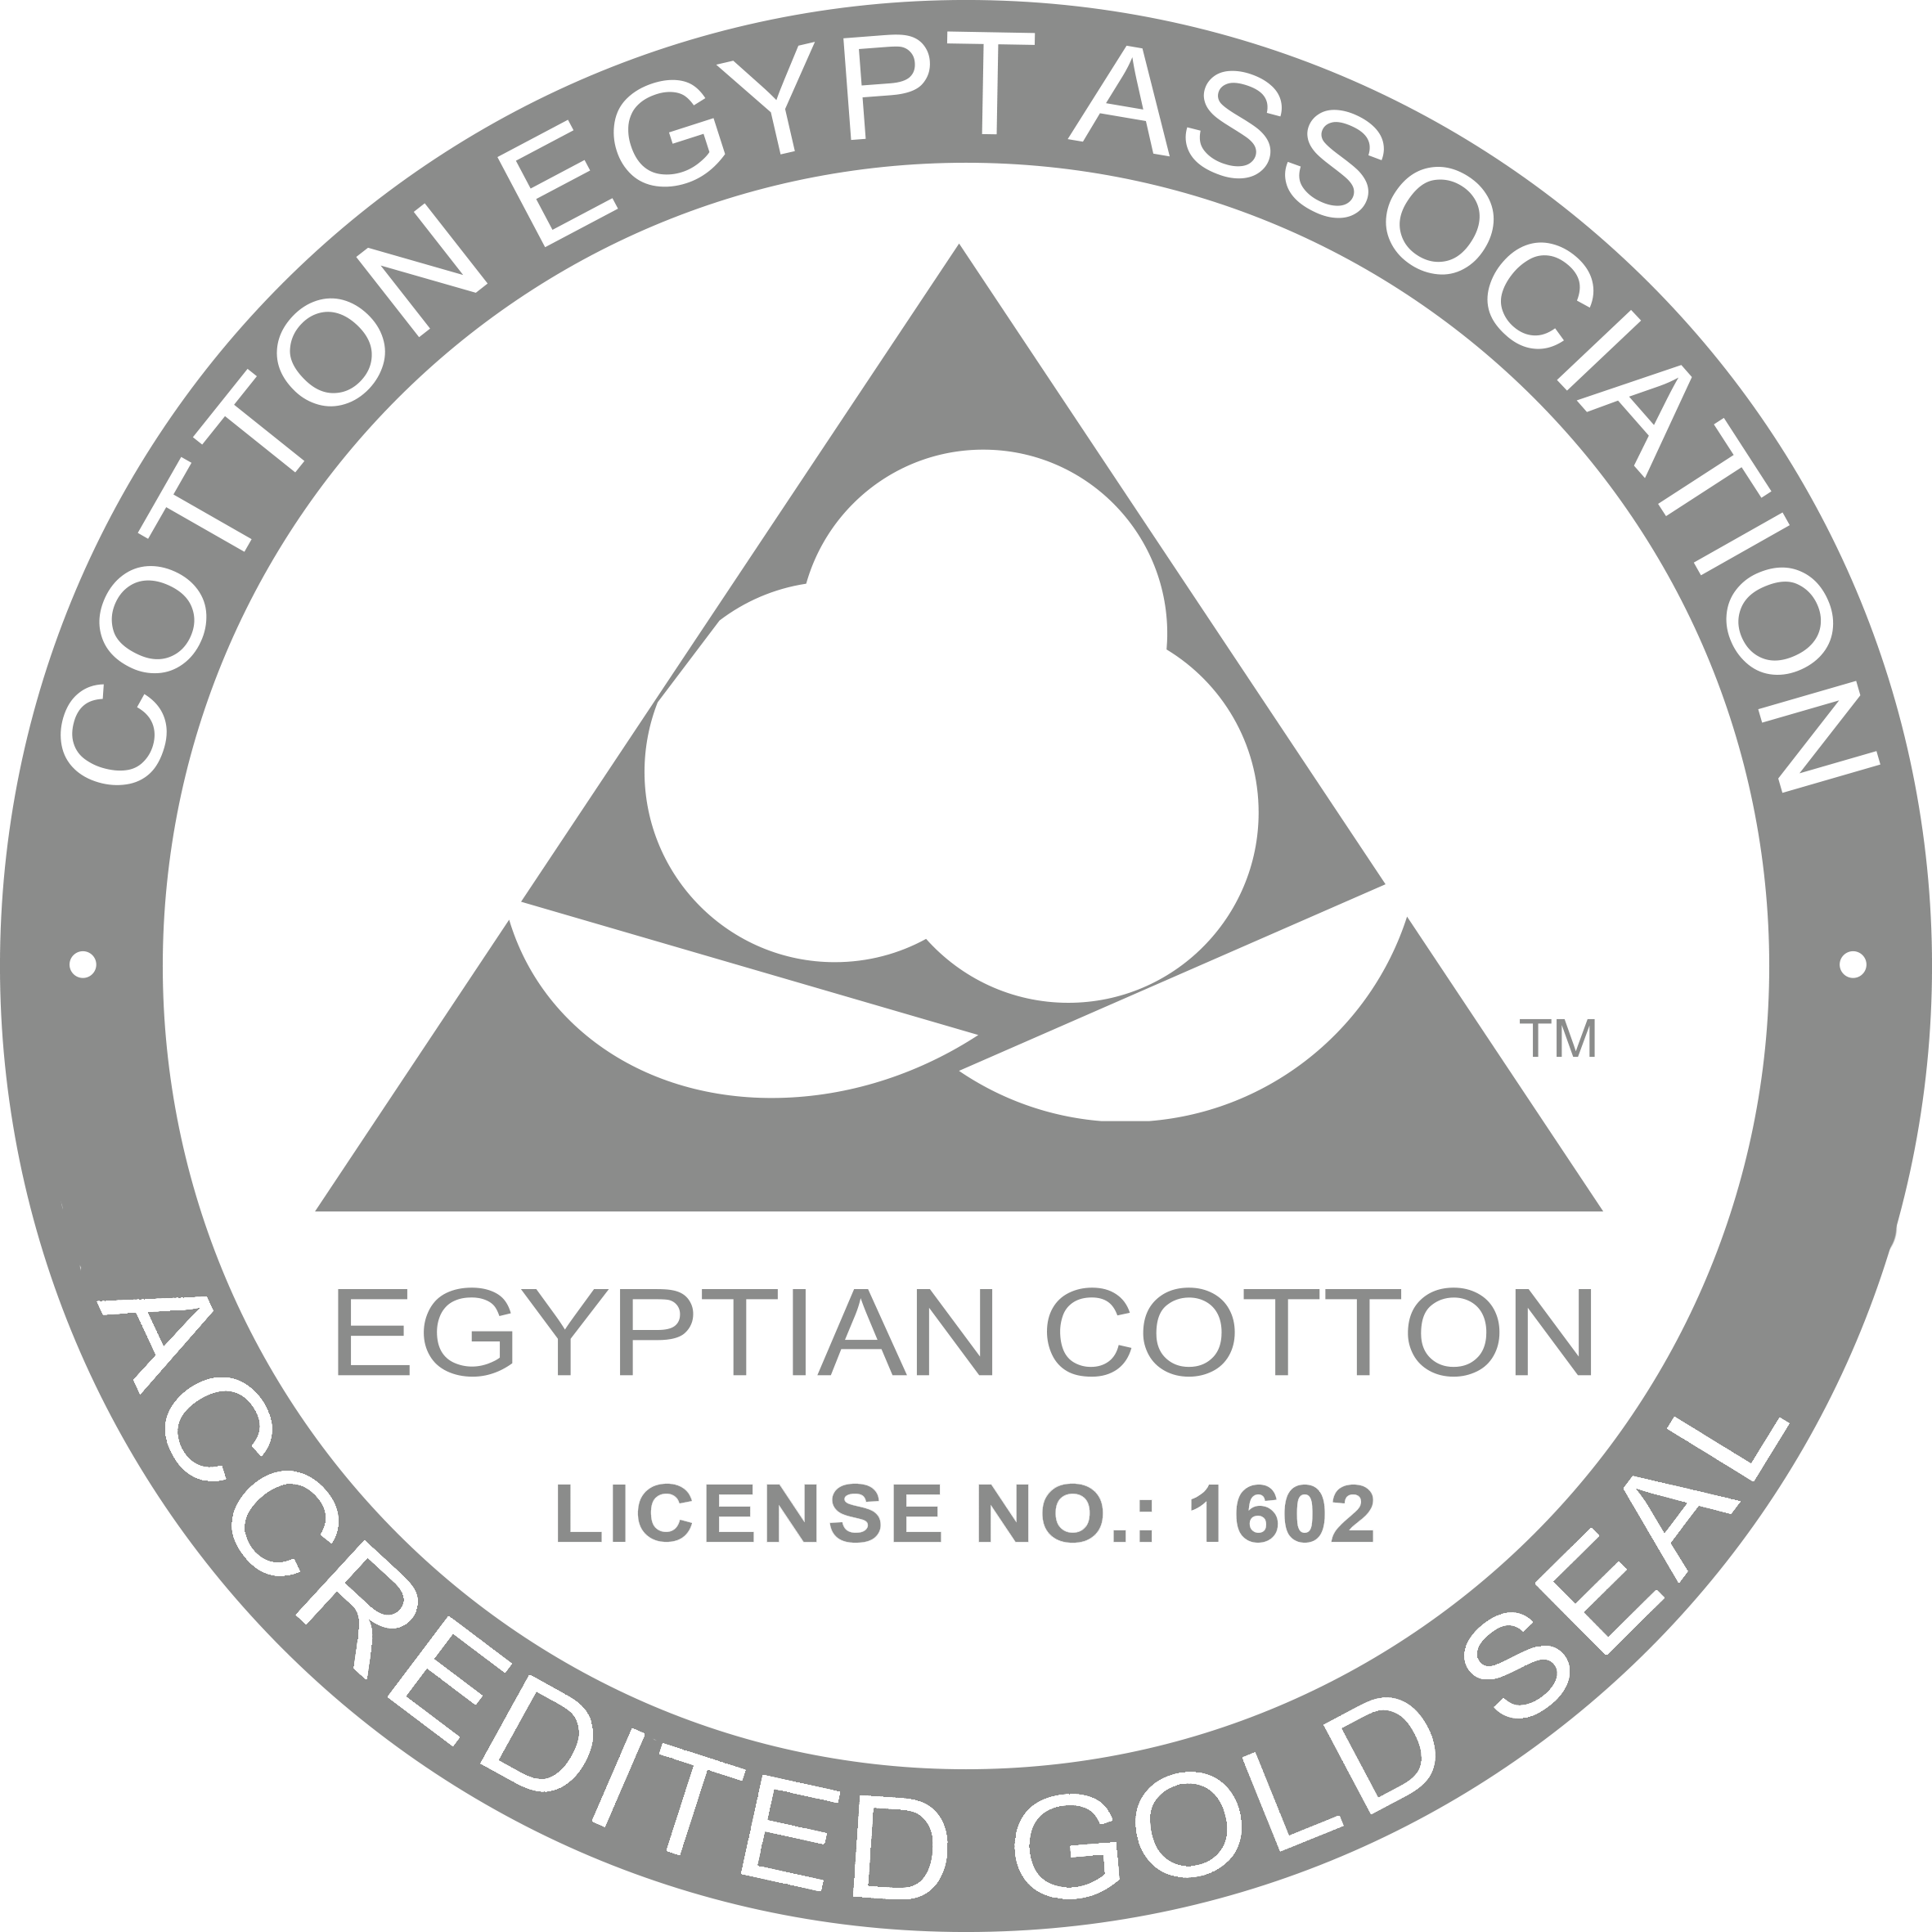 COTTON EGYPT ASSOCIATION
TM
EGYPTIAN COTTON
LICENSE NO.: 1602
ACCREDITED GOLD SEAL